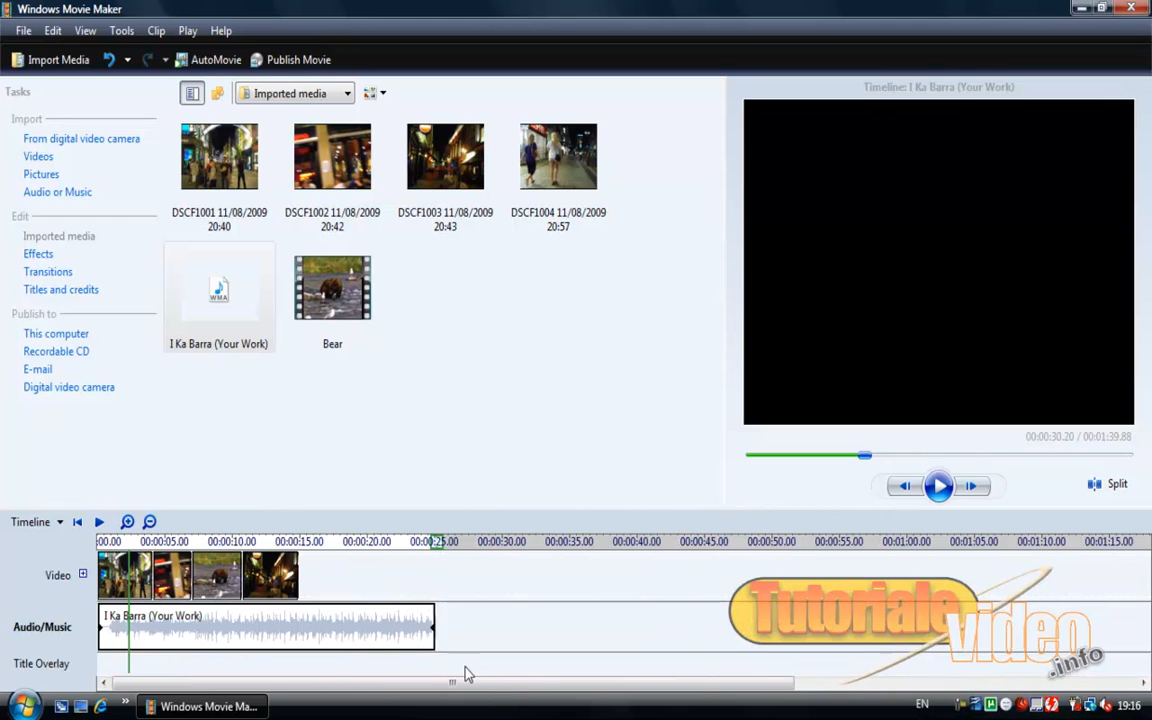 Windows Movie Maker
File Edit View Tools Clip Play Help
Import Media AutoMovie Publish Movie
Tasks
Imported media
Timeline: I Ka Barra (Your Work)
Import
From digital video camera
Videos
Pictures
Audio or Music
Edit
Imported media
Effects
Transitions
Titles and credits
Publish to
This computer
Recordable CD
E-mail
Digital video camera
DSCF1001 11/08/2009
20:40
DSCF1002 11/08/2009
20:42
DSCF1003 11/08/2009
20:43
DSCF1004 11/08/2009
20:57
WMA
I Ka Barra (Your Work)
Bear
00:00:30.20 / 00:01:39.88
Split
Timeline
:00.00 00:00:05.00 00:00:10.00 00:00:15.00 00:00:20.00 00:00:25.00 00:00:30.00 00:00:35.00 00:00:40.00 00:00:45.00 00:00:50.00 00:00:55.00 00:01:00.00 00:01:05.00 00:01:10.00 00:01:15.00
Video
Audio/Music
I Ka Barra (Your Work)
Title Overlay
Tutoriale
Video
.info
Windows Movie Ma...
EN
19:16